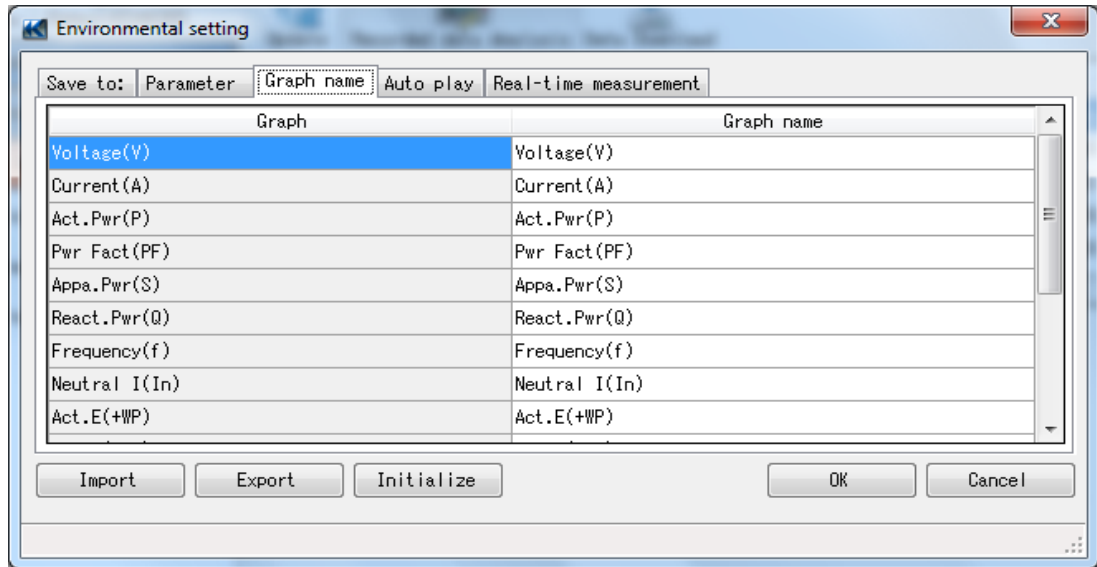 Environmental setting
Save to: Parameter Graph name Auto play Real-time measurement
Graph Graph name
Voltage(V) Voltage(V)
Current(A) Current(A)
Act.Pwr(P) Act.Pwr(P)
Pwr Fact(PF) Pwr Fact(PF)
Appa.Pwr(S) Appa.Pwr(S)
React.Pwr(Q) React.Pwr(Q)
Frequency(f) Frequency(f)
Neutral I(In) Neutral I(In)
Act.E(+WP) Act.E(+WP)
Import Export Initialize OK Cancel